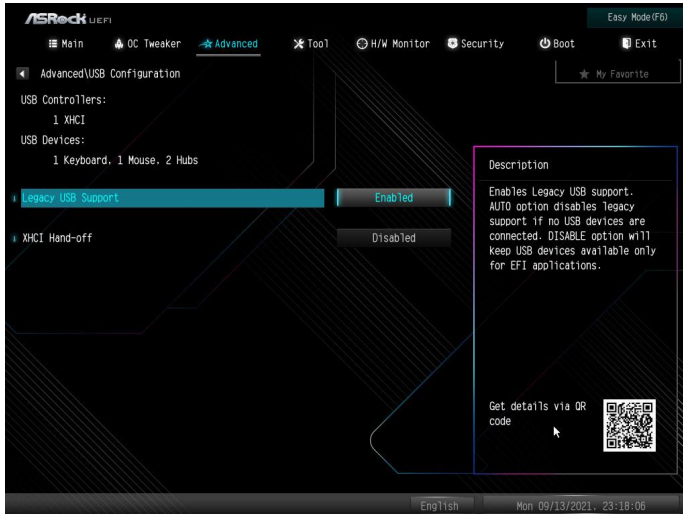 ASRock UEFI
Easy Mode(F6)
Main OC Tweaker Advanced Tool H/W Monitor Security Boot Exit
Advanced\USB Configuration
My Favorite
USB Controllers:
1 XHCI
USB Devices:
1 Keyboard, 1 Mouse, 2 Hubs
Legacy USB Support Enabled
XHCI Hand-off Disabled
Description
Enables Legacy USB support.
AUTO option disables legacy
support if no USB devices are
connected. DISABLE option will
keep USB devices available only
for EFI applications.
Get details via QR
code
English Mon 09/13/2021, 23:18:06